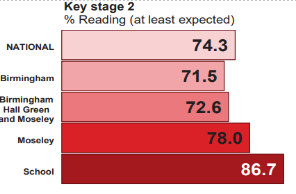 Key stage 2
% Reading (at least expected)
NATIONAL 74.3
Birmingham 71.5
Birmingham
Hall Green 72.6
and Moseley
Moseley 78.0
School 86.7